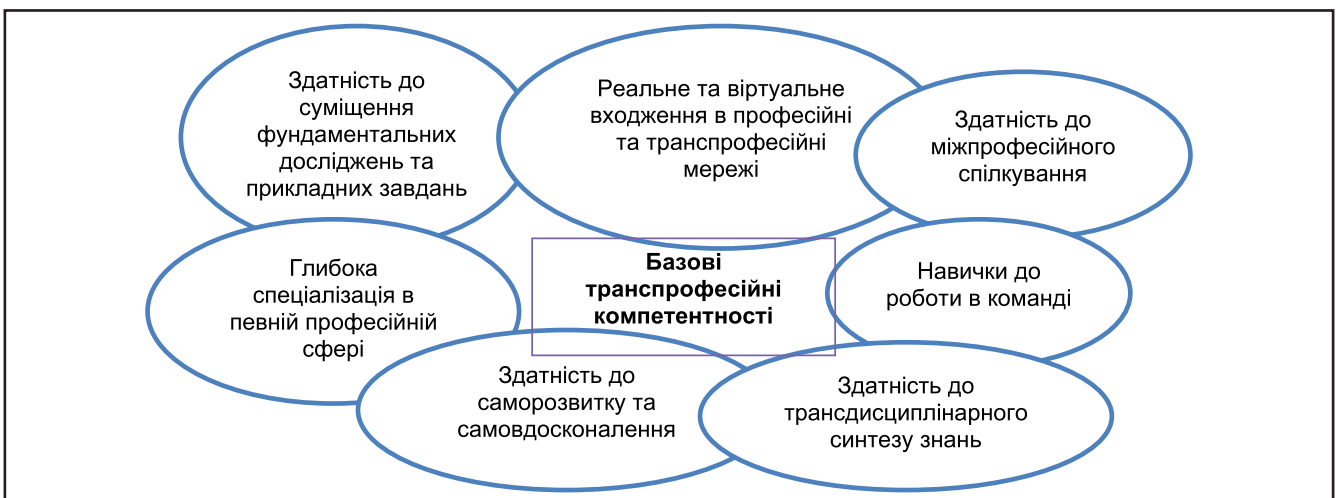 Здатність до
суміщення
фундаментальних
досліджень та
прикладних завдань
Реальне та віртуальне
входження в професійні
та транспрофесійні
мережі
Здатність до
міжпрофесійного
спілкування
Глибока
спеціалізація в
певній професійній
сфері
Базові
транспрофесійні
компетентності
Навички до
роботи в команді
Здатність до
саморозвитку та
самовдосконалення
Здатність до
трансдисциплінарного
синтезу знань